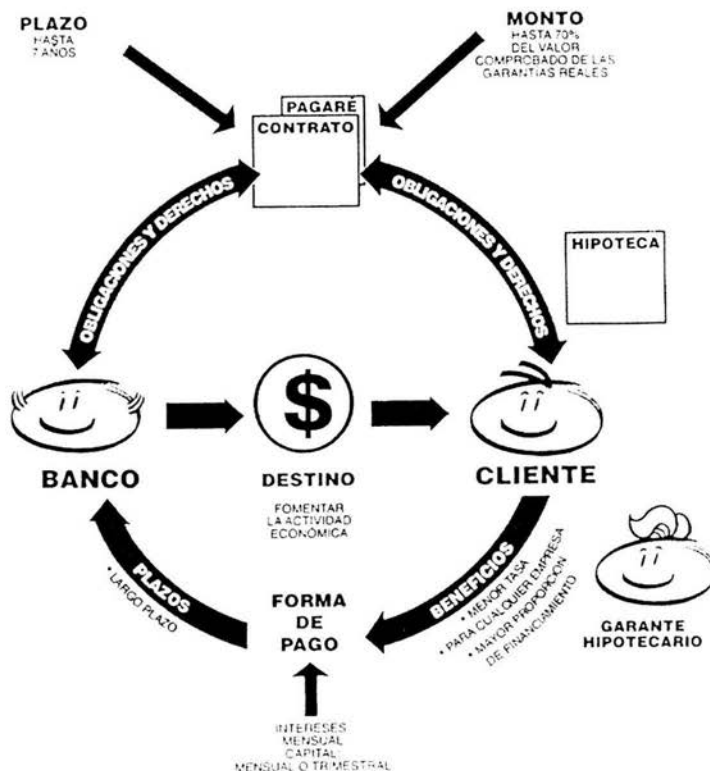 PLAZO
HASTA
7 AÑOS
MONTO
HASTA 70%
DEL VALOR
COMPROBADO DE LAS
GARANTIAS REALES
PAGARÉ
CONTRATO
OBLIGACIONES Y DERECHOS
OBLIGACIONES Y DERECHOS
HIPOTECA
$
BANCO
DESTINO
FOMENTAR
LA ACTIVIDAD
ECONÓMICA
CLIENTE
PLAZOS
• LARGO PLAZO
FORMA
DE
PAGO
BENEFICIOS
• MENOR TASA
• PARA CUALQUIER EMPRESA
• MAYOR PROPORCION
DE FINANCIAMIENTO
GARANTE
HIPOTECARIO
INTERESES
MENSUAL
CAPITAL:
MENSUAL O TRIMESTRAL